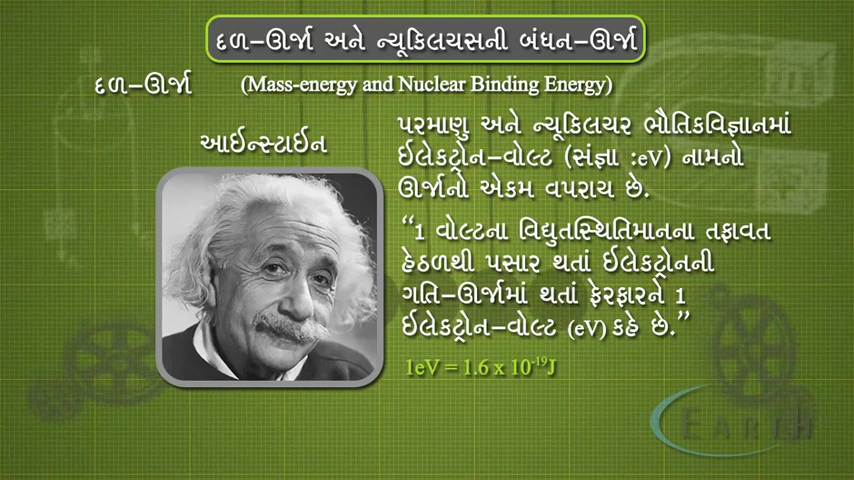 દળ–ઊર્જા અને ન્યૂક્લિયસની બંધન–ઊર્જા
દળ–ઊર્જા (Mass-energy and Nuclear Binding Energy)
આઇન્સ્ટાઇન
પરમાણુ અને ન્યૂક્લિયર ભૌતિકવિજ્ઞાનમાં
ઈલેક્ટ્રોન–વોલ્ટ (સંજ્ઞા :eV) નામનો
ઊર્જાનો એકમ વપરાય છે.
“1 વોલ્ટના વિદ્યુતસ્થિતિમાનના તફાવત
હેઠળથી પસાર થતાં ઈલેક્ટ્રોનની
ગતિ–ઊર્જામાં થતાં ફેરફારને 1
ઈલેક્ટ્રોન–વોલ્ટ (eV) કહે છે.”
1eV = 1.6 x 10⁻¹⁹J
EARTH